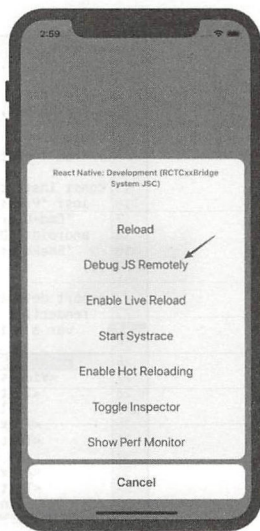 2:59
React Native: Development (RCTCxxBridge
System JSC)
Reload
Debug JS Remotely
Enable Live Reload
Start Systrace
Enable Hot Reloading
Toggle Inspector
Show Perf Monitor
Cancel